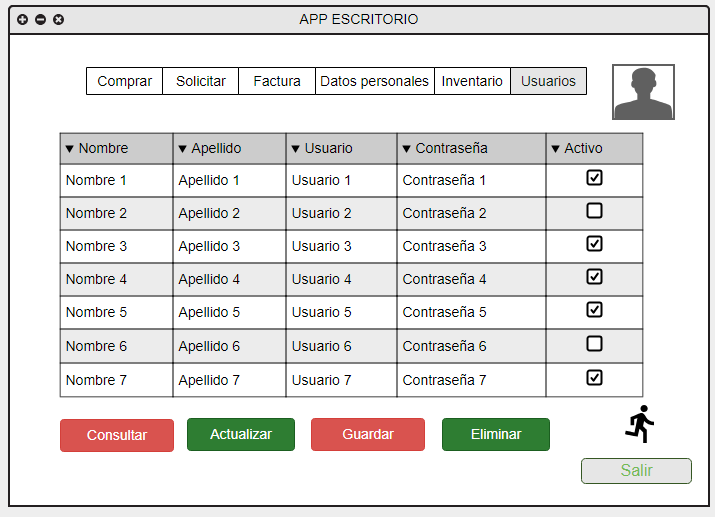 APP ESCRITORIO
Comprar Solicitar Factura Datos personales Inventario Usuarios
Nombre Apellido Usuario Contraseña Activo
Nombre 1 Apellido 1 Usuario 1 Contraseña 1
Nombre 2 Apellido 2 Usuario 2 Contraseña 2
Nombre 3 Apellido 3 Usuario 3 Contraseña 3
Nombre 4 Apellido 4 Usuario 4 Contraseña 4
Nombre 5 Apellido 5 Usuario 5 Contraseña 5
Nombre 6 Apellido 6 Usuario 6 Contraseña 6
Nombre 7 Apellido 7 Usuario 7 Contraseña 7
Consultar Actualizar Guardar Eliminar
Salir